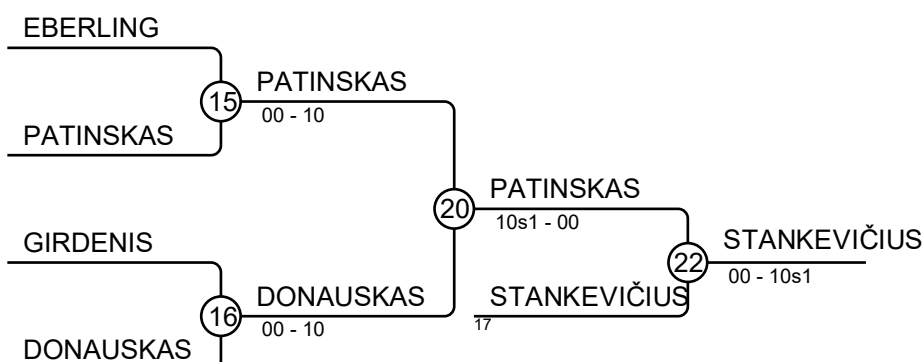 EBERLING
15
PATINSKAS
00 - 10
PATINSKAS
20
PATINSKAS
10s1 - 00
GIRDENIS
22
STANKEVIČIUS
00 - 10s1
16
DONAUSKAS
00 - 10
STANKEVIČIUS
17
DONAUSKAS